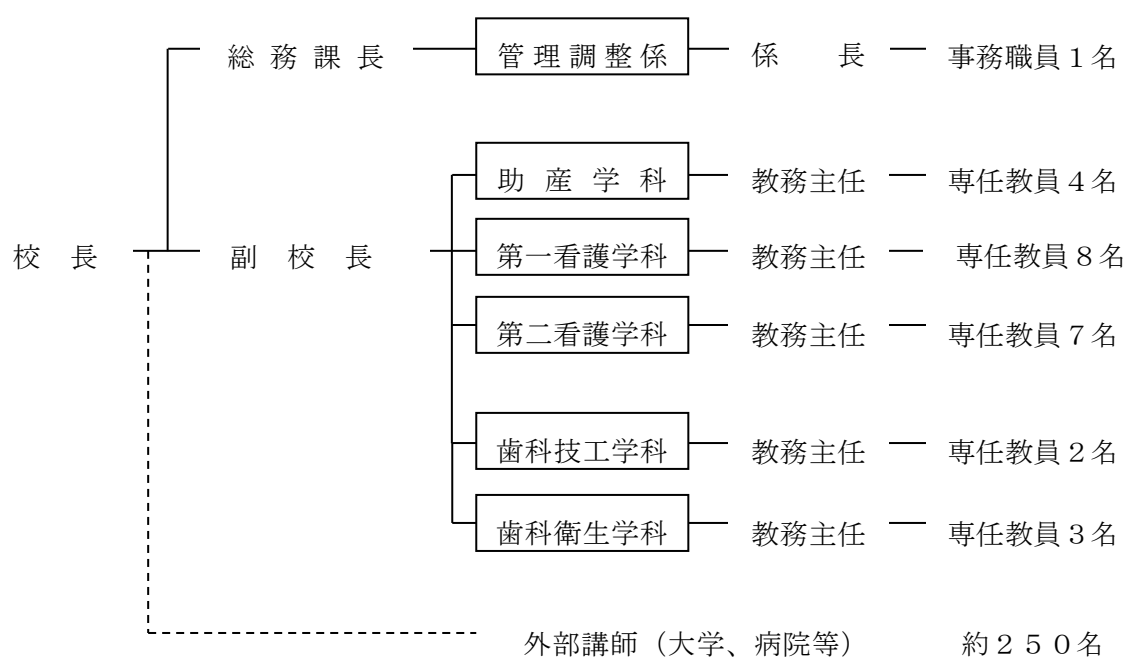 総務課長 管理調整係 係長 事務職員1名
助産学科 教務主任 専任教員4名
校長 副校長 第一看護学科 教務主任 専任教員8名
第二看護学科 教務主任 専任教員7名
歯科技工学科 教務主任 専任教員2名
歯科衛生学科 教務主任 専任教員3名
外部講師(大学、病院等) 約250名